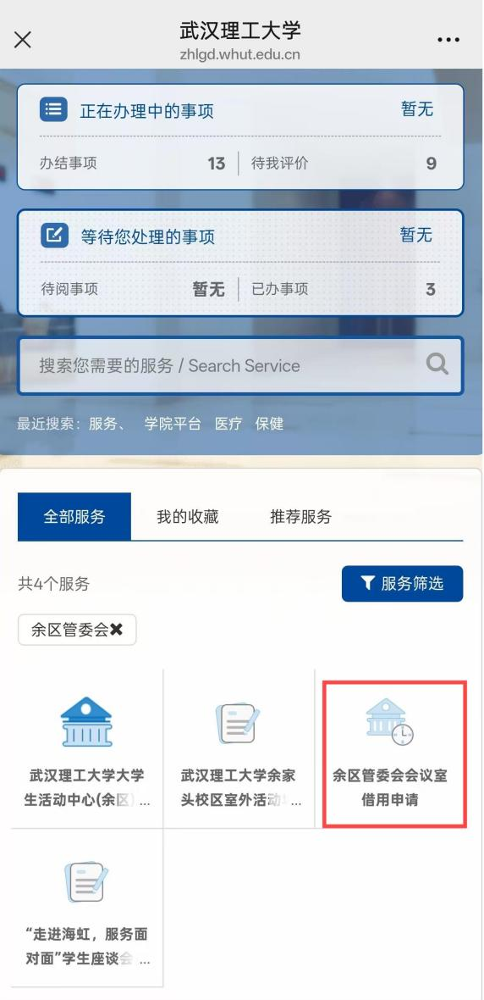 武汉理工大学
zhlgd.whut.edu.cn
正在办理中的事项 暂无
办结事项 13 待我评价 9
等待您处理的事项 暂无
待阅事项 暂无 已办事项 3
搜索您需要的服务 / Search Service
最近搜索: 服务、 学院平台 医疗 保健
全部服务 我的收藏 推荐服务
共4个服务 服务筛选
余区管委会✖
武汉理工大学大学
生活动中心(余区) ...
武汉理工大学余家
头校区室外活动 ...
余区管委会会议室
借用申请
“走进海虹，服务面
对面”学生座谈会 ...